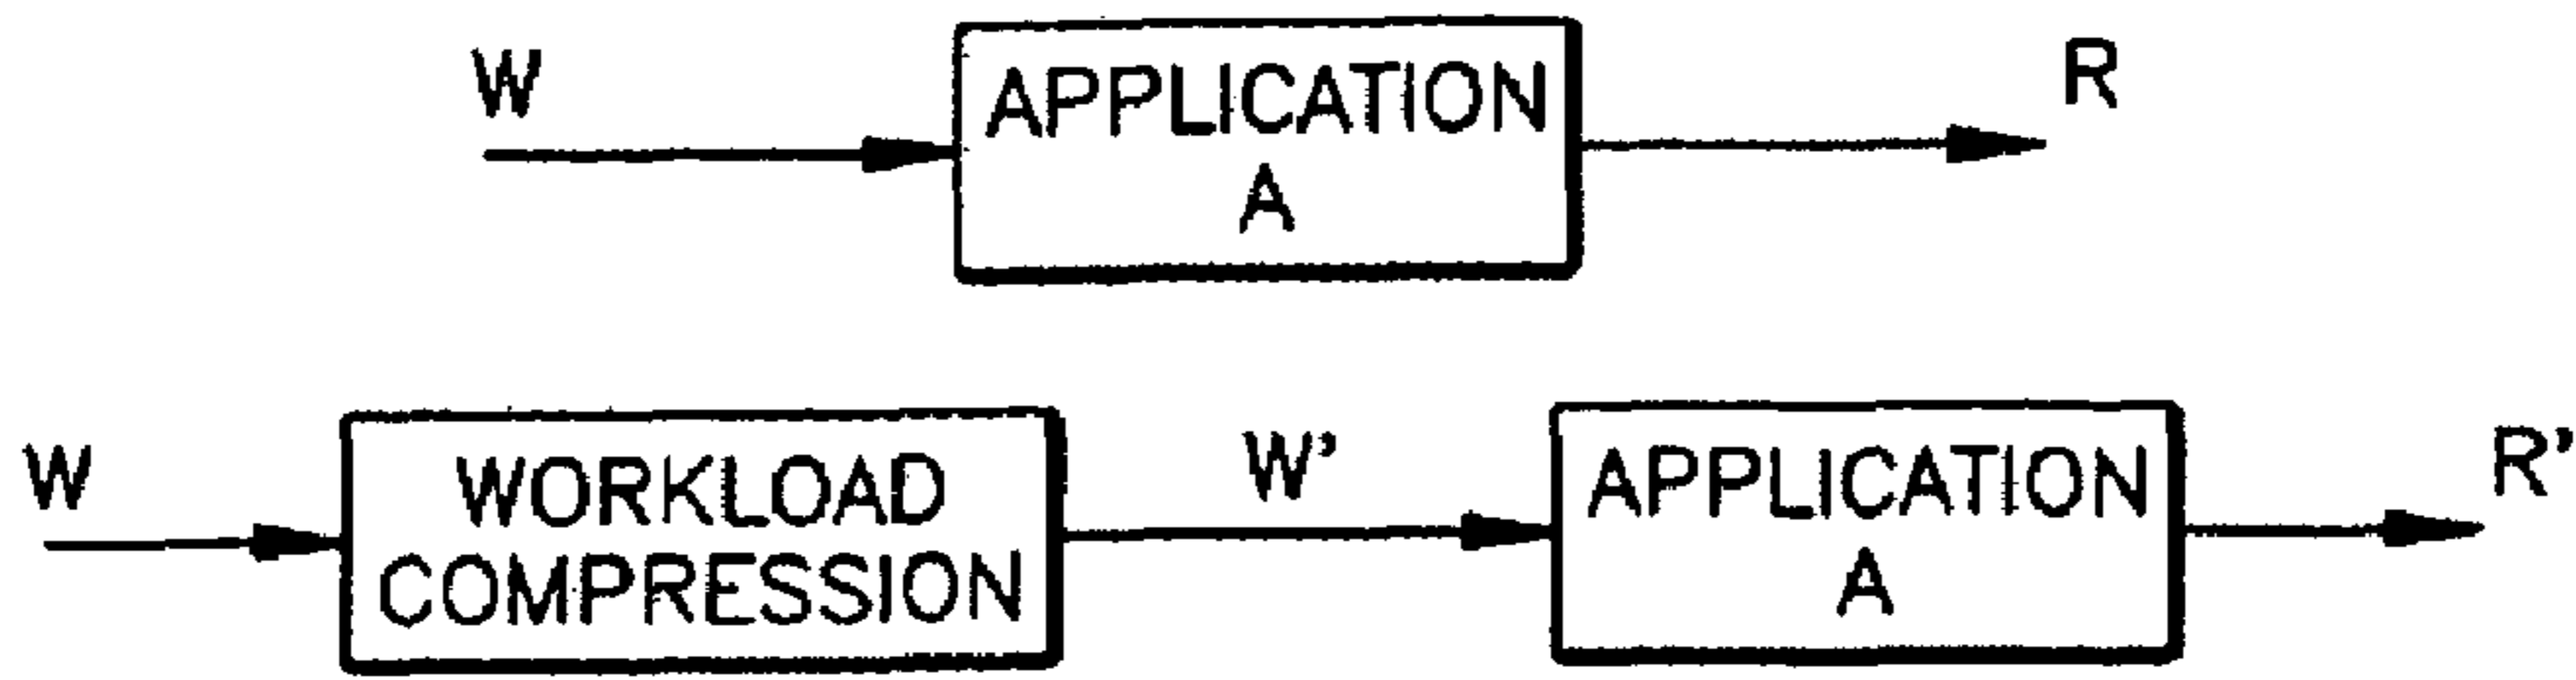 W
APPLICATION
A
R
W
WORKLOAD
COMPRESSION
W'
APPLICATION
A
R'